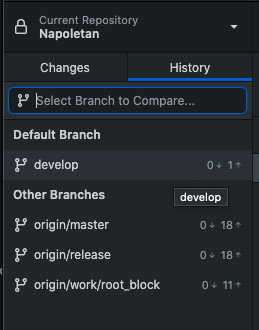 Current Repository
Napoletan
Changes History
Select Branch to Compare...
Default Branch
develop 0↓ 1↑
Other Branches
develop
origin/master 0↓ 18↑
origin/release 0↓ 18↑
origin/work/root_block 0↓ 11↑